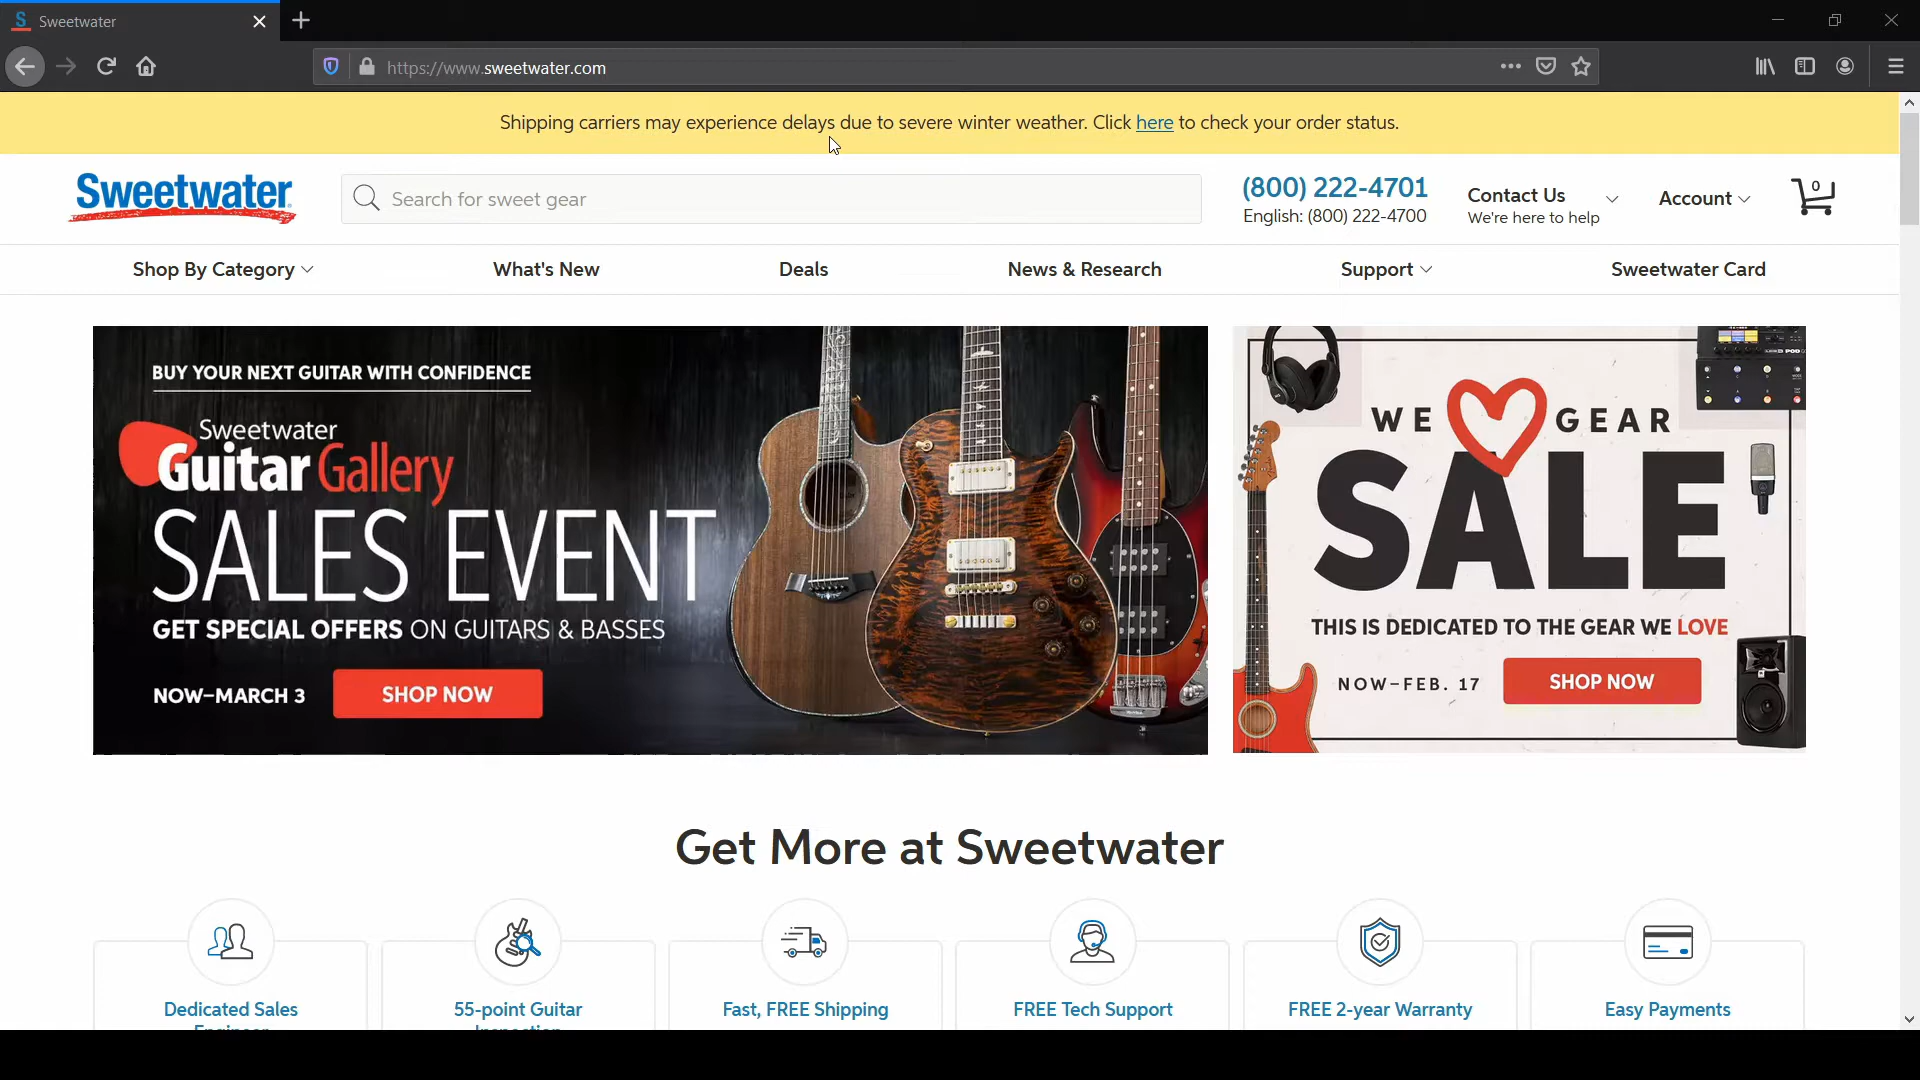 Sweetwater
https://www.sweetwater.com
Shipping carriers may experience delays due to severe winter weather. Click here to check your order status.
Sweetwater
Search for sweet gear
(800) 222-4701
English: (800) 222-4700
Contact Us
We're here to help
Account
0
Shop By Category
What's New
Deals
News & Research
Support
Sweetwater Card
BUY YOUR NEXT GUITAR WITH CONFIDENCE
Sweetwater
Guitar Gallery
SALES EVENT
GET SPECIAL OFFERS ON GUITARS & BASSES
NOW–MARCH 3
SHOP NOW
WE GEAR
SALE
THIS IS DEDICATED TO THE GEAR WE LOVE
NOW–FEB. 17
SHOP NOW
Get More at Sweetwater
Dedicated Sales
Engineer
55-point Guitar
Inspection
Fast, FREE Shipping
FREE Tech Support
FREE 2-year Warranty
Easy Payments